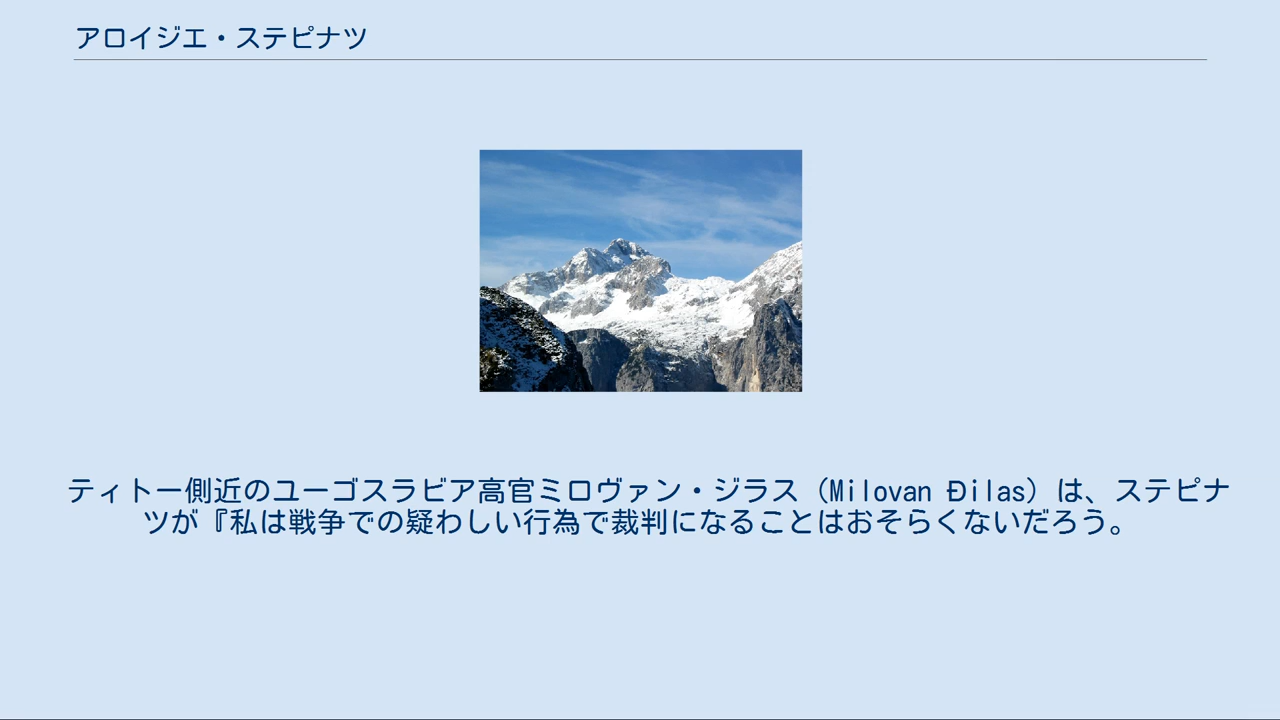 アロイジエ・ステピナツ
ティトー側近のユーゴスラビア高官ミロヴァン・ジラス（Milovan Đilas）は、ステピナ
ツが『私は戦争での疑わしい行為で裁判になることはおそらくないだろう。